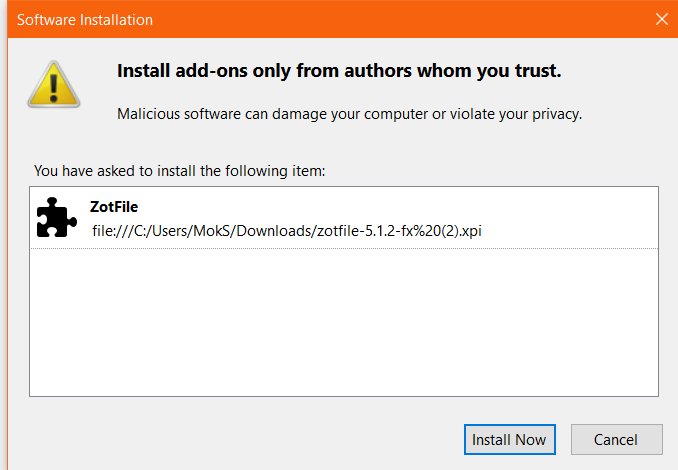 Software Installation
Install add-ons only from authors whom you trust.
Malicious software can damage your computer or violate your privacy.
You have asked to install the following item:
ZotFile
file:///C:/Users/MokS/Downloads/zotfile-5.1.2-fx%20(2).xpi
Install Now
Cancel